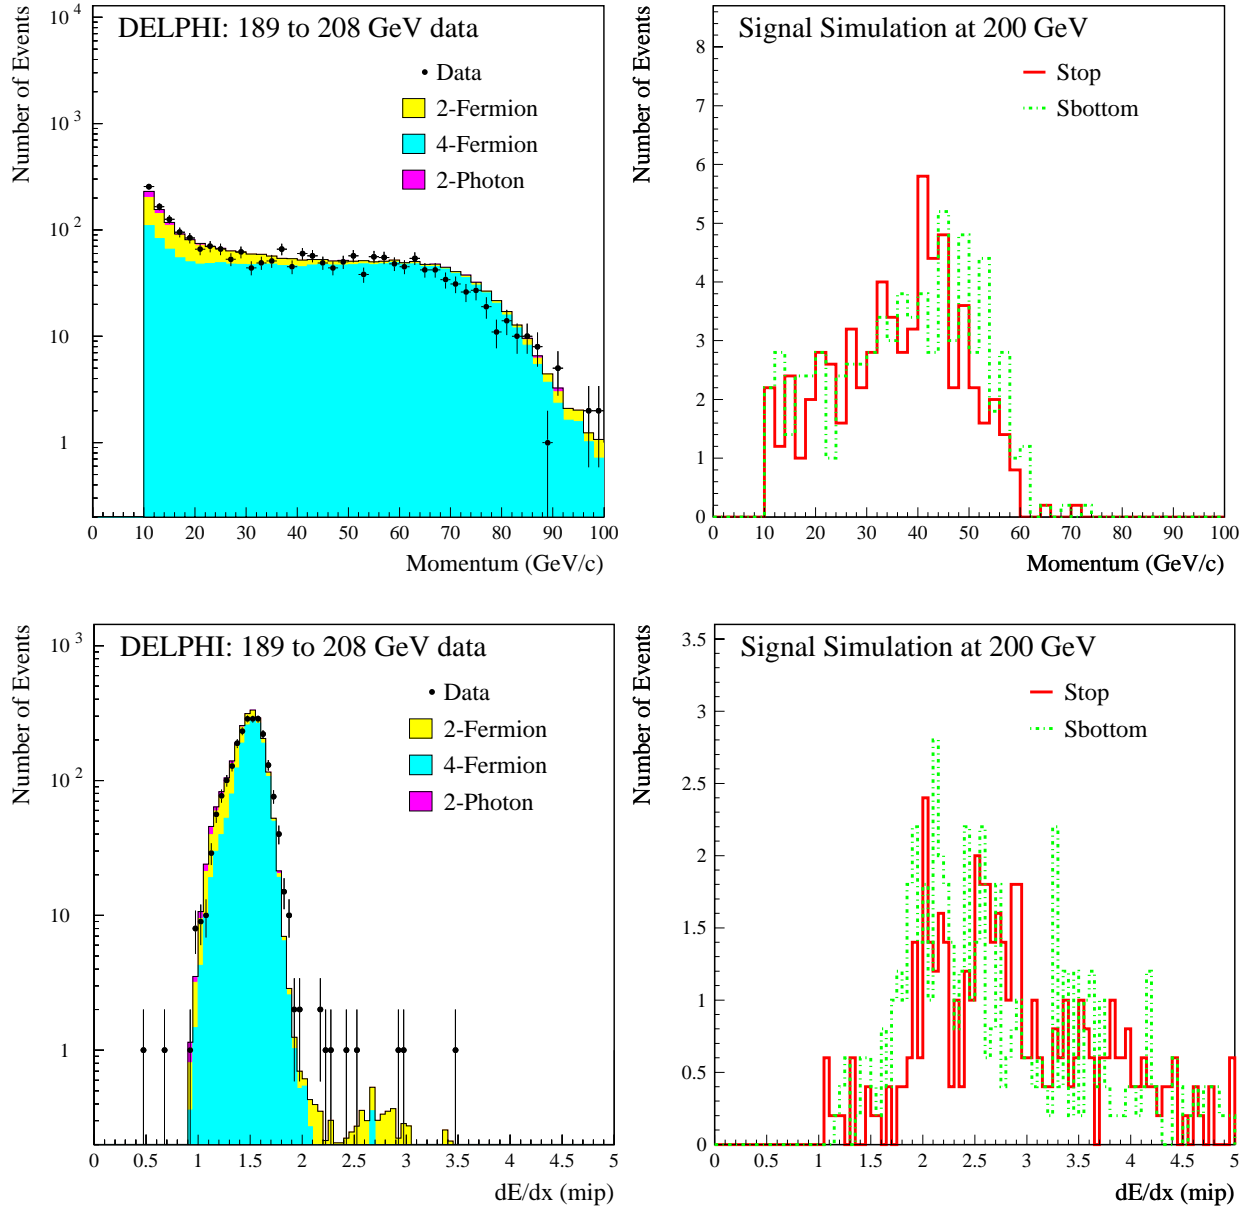 DELPHI: 189 to 208 GeV data
Number of Events
Data
2-Fermion
4-Fermion
2-Photon
10^4
10^3
10^2
10
1
0 10 20 30 40 50 60 70 80 90 100
Momentum (GeV/c)
Signal Simulation at 200 GeV
Number of Events
Stop
Sbottom
8
7
6
5
4
3
2
1
0
0 10 20 30 40 50 60 70 80 90 100
Momentum (GeV/c)
DELPHI: 189 to 208 GeV data
Number of Events
Data
2-Fermion
4-Fermion
2-Photon
10^3
10^2
10
1
0 0.5 1 1.5 2 2.5 3 3.5 4 4.5 5
dE/dx (mip)
Signal Simulation at 200 GeV
Number of Events
Stop
Sbottom
3.5
3
2.5
2
1.5
1
0.5
0
0 0.5 1 1.5 2 2.5 3 3.5 4 4.5 5
dE/dx (mip)